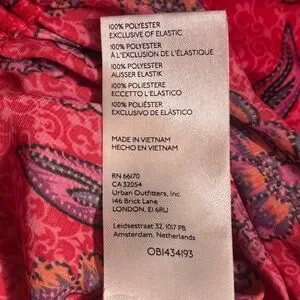 100% POLYESTER
EXCLUSIVE OF ELASTIC
100% POLYESTER
À L'EXCLUSION DE L'ÉLASTIQUE
100% POLYESTER
AUSSER ELASTIK
100% POLIESTERE
ECCETTO L'ELASTICO
100% POLIÉSTER
EXCLUSIVO DE ELÁSTICO
MADE IN VIETNAM
HECHO EN VIETNAM
RN 66170
CA 32054
Urban Outfitters, Inc.
146 Brick Lane
LONDON, E1 6RU
Leidsestraat 32, 1017 PB
Amsterdam, Netherlands
OB1434193